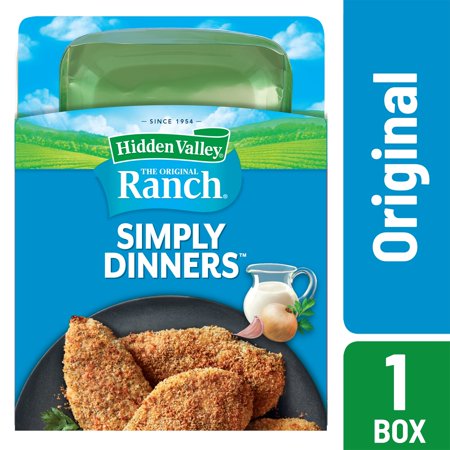 SINCE 1954
Hidden Valley®
THE ORIGINAL
Ranch®
SIMPLY
DINNERS™
Original
1
BOX